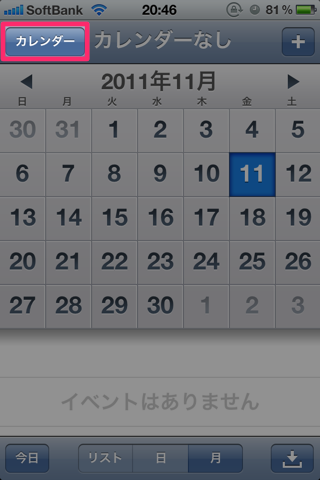 SoftBank 20:46 81%
カレンダー カレンダーなし +
2011年11月
日 月 火 水 木 金 土
30 31 1 2 3 4 5
6 7 8 9 10 11 12
13 14 15 16 17 18 19
20 21 22 23 24 25 26
27 28 29 30 1 2 3
イベントはありません
今日 リスト 日 月